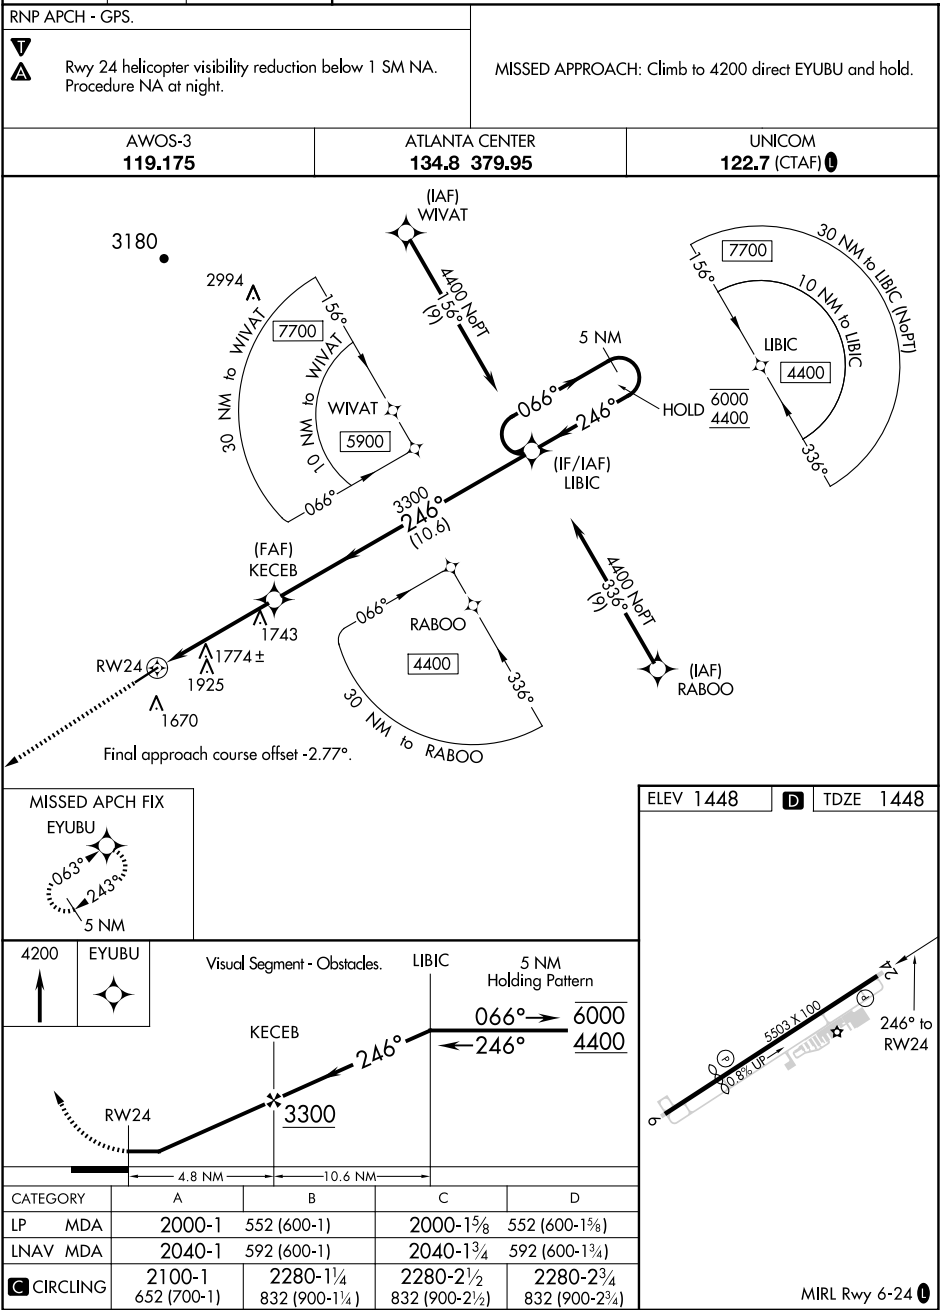 RNP APCH - GPS.
T
A
Rwy 24 helicopter visibility reduction below 1 SM NA.
Procedure NA at night.
MISSED APPROACH: Climb to 4200 direct EYUBU and hold.
AWOS-3
119.175
ATLANTA CENTER
134.8 379.95
UNICOM
122.7 (CTAF) L
(IAF)
WIVAT
3180
2994
4400 NoPT
156°
(9)
30 NM to WIVAT
7700
156°
10 NM to WIVAT
WIVAT
5900
066°
5 NM
066°
246°
HOLD
6000
4400
(IF/IAF)
LIBIC
30 NM to LIBIC (NoPT)
7700
156°
10 NM to LIBIC
LIBIC
4400
336°
3300
246°
(10.6)
(FAF)
KECEB
1743
1774 ±
1925
RW24
1670
066°
RABOO
4400
336°
30 NM to RABOO
4400 NoPT
336°
(9)
(IAF)
RABOO
Final approach course offset -2.77°.
MISSED APCH FIX
EYUBU
063°
243°
5 NM
ELEV 1448
D
TDZE 1448
24
P
5503 X 100
246° to
RW24
P
0.8% UP
6
MIRL Rwy 6-24 L
4200
EYUBU
Visual Segment - Obstacles.
LIBIC
5 NM
Holding Pattern
066°
6000
246°
4400
KECEB
246°
3300
RW24
4.8 NM
10.6 NM
CATEGORY A B C D
LP MDA 2000-1 552 (600-1) 2000-1⅝ 552 (600-1⅝)
LNAV MDA 2040-1 592 (600-1) 2040-1¾ 592 (600-1¾)
C CIRCLING 2100-1 2280-1¼ 2280-2½ 2280-2¾
652 (700-1) 832 (900-1¼) 832 (900-2½) 832 (900-2¾)